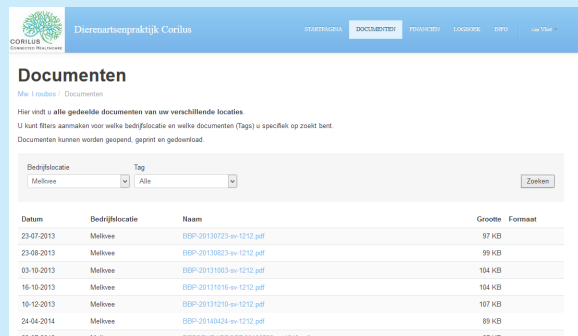 Dierenartsenpraktijk Corilus
STARTPAGINA DOCUMENTEN FINANCIËN LOGBOEK INFO van Vliet
CORILUS
CONNECTED HEALTHCARE
Documenten
Documenten
Hier vindt u alle gedeelde documenten van uw verschillende locaties.
U kunt filters aanmaken voor welke bedrijfslocatie en welke documenten (Tags) u specifiek op zoekt bent.
Documenten kunnen worden geopend, geprint en gedownload.
Bedrijfslocatie Tag
Melkvee Alle Zoeken
Datum Bedrijfslocatie Naam Grootte Formaat
23-07-2013 Melkvee BBP-20130723-sv-1212.pdf 97 KB
23-08-2013 Melkvee BBP-20130823-sv-1212.pdf 99 KB
03-10-2013 Melkvee BBP-20131003-sv-1212.pdf 104 KB
16-10-2013 Melkvee BBP-20131016-sv-1212.pdf 104 KB
10-12-2013 Melkvee BBP-20131210-sv-1212.pdf 107 KB
24-04-2014 Melkvee BBP-20140424-sv-1212.pdf 89 KB